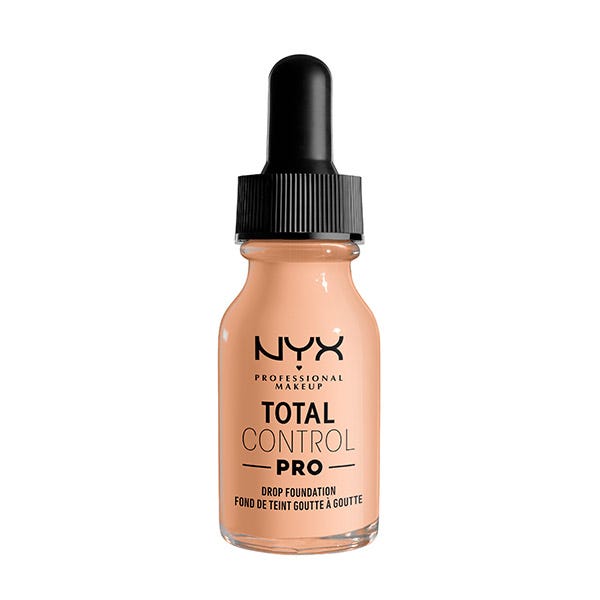 NYX
PROFESSIONAL
MAKEUP
TOTAL
CONTROL
PRO
DROP FOUNDATION
FOND DE TEINT GOUTTE À GOUTTE